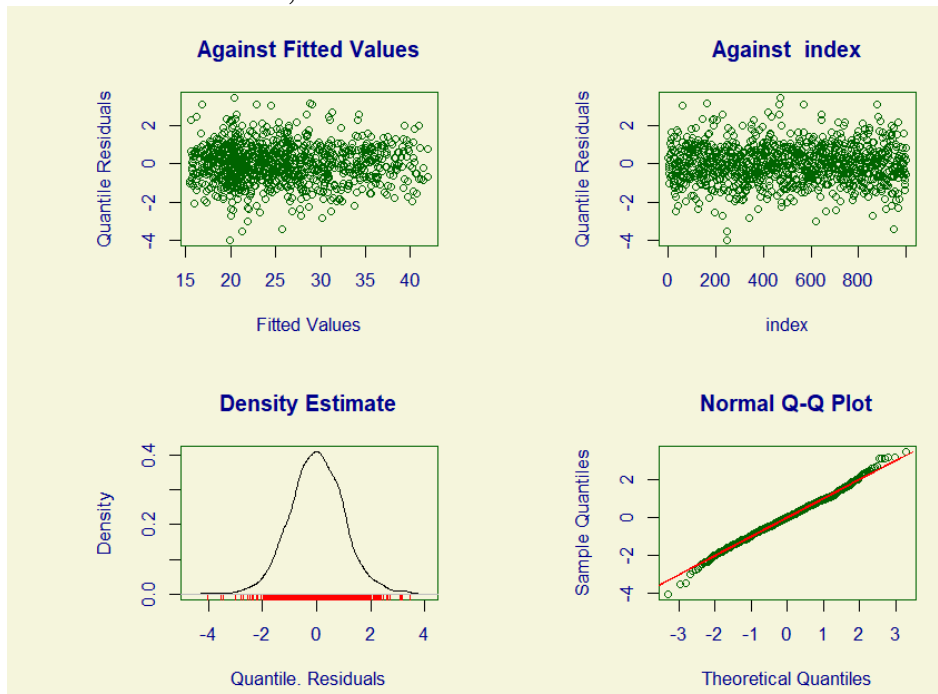 Against Fitted Values
Quantile Residuals
-4 -2 0 2
15 20 25 30 35 40
Fitted Values
Against index
Quantile Residuals
-4 -2 0 2
0 200 400 600 800
index
Density Estimate
Density
0.0 0.2 0.4
-4 -2 0 2 4
Quantile. Residuals
Normal Q-Q Plot
Sample Quantiles
-4 -2 0 2
-3 -2 -1 0 1 2 3
Theoretical Quantiles